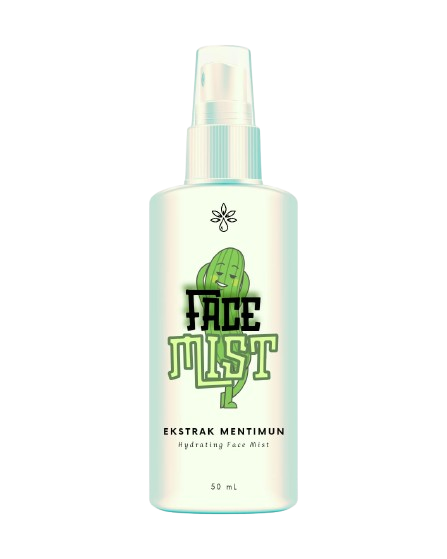 FACE
MIST
EKSTRAK MENTIMUN
Hydrating Face Mist
50 mL